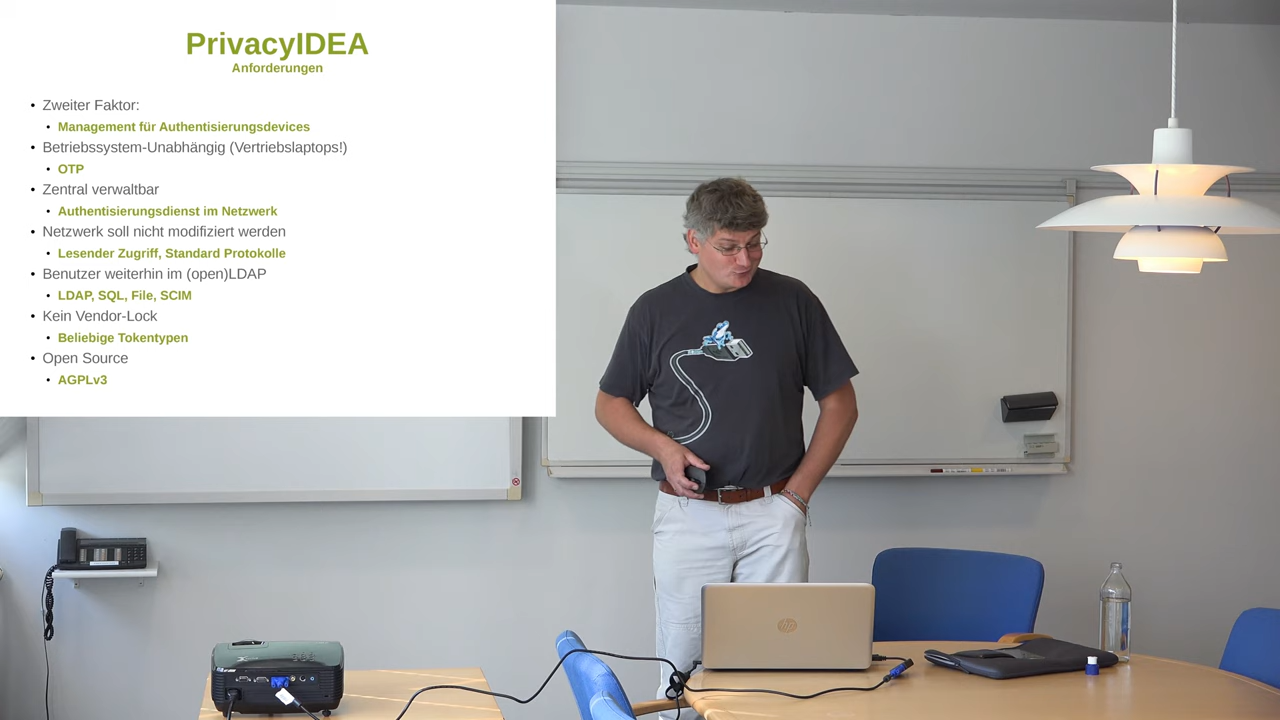 PrivacyIDEA
Anforderungen
• Zweiter Faktor:
• Management für Authentisierungsdevices
• Betriebssystem-Unabhängig (Vertriebslaptops!)
• OTP
• Zentral verwaltbar
• Authentisierungsdienst im Netzwerk
• Netzwerk soll nicht modifiziert werden
• Lesender Zugriff, Standard Protokolle
• Benutzer weiterhin im (open)LDAP
• LDAP, SQL, File, SCIM
• Kein Vendor-Lock
• Beliebige Tokentypen
• Open Source
• AGPLv3
hp